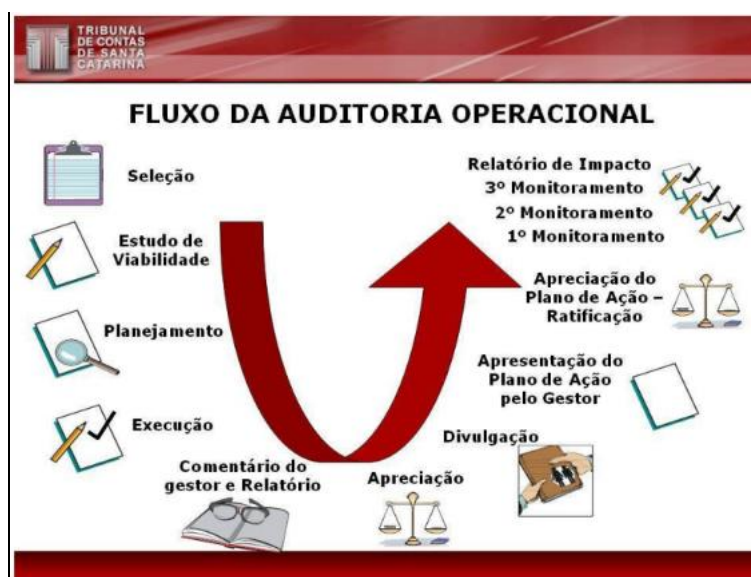 TRIBUNAL
DE CONTAS
DE SANTA
CATARINA
FLUXO DA AUDITORIA OPERACIONAL
Seleção
Estudo de
Viabilidade
Planejamento
Execução
Comentário do
gestor e Relatório
Apreciação
Divulgação
Apresentação do
Plano de Ação
pelo Gestor
Apreciação do
Plano de Ação –
Ratificação
1º Monitoramento
2º Monitoramento
3º Monitoramento
Relatório de Impacto